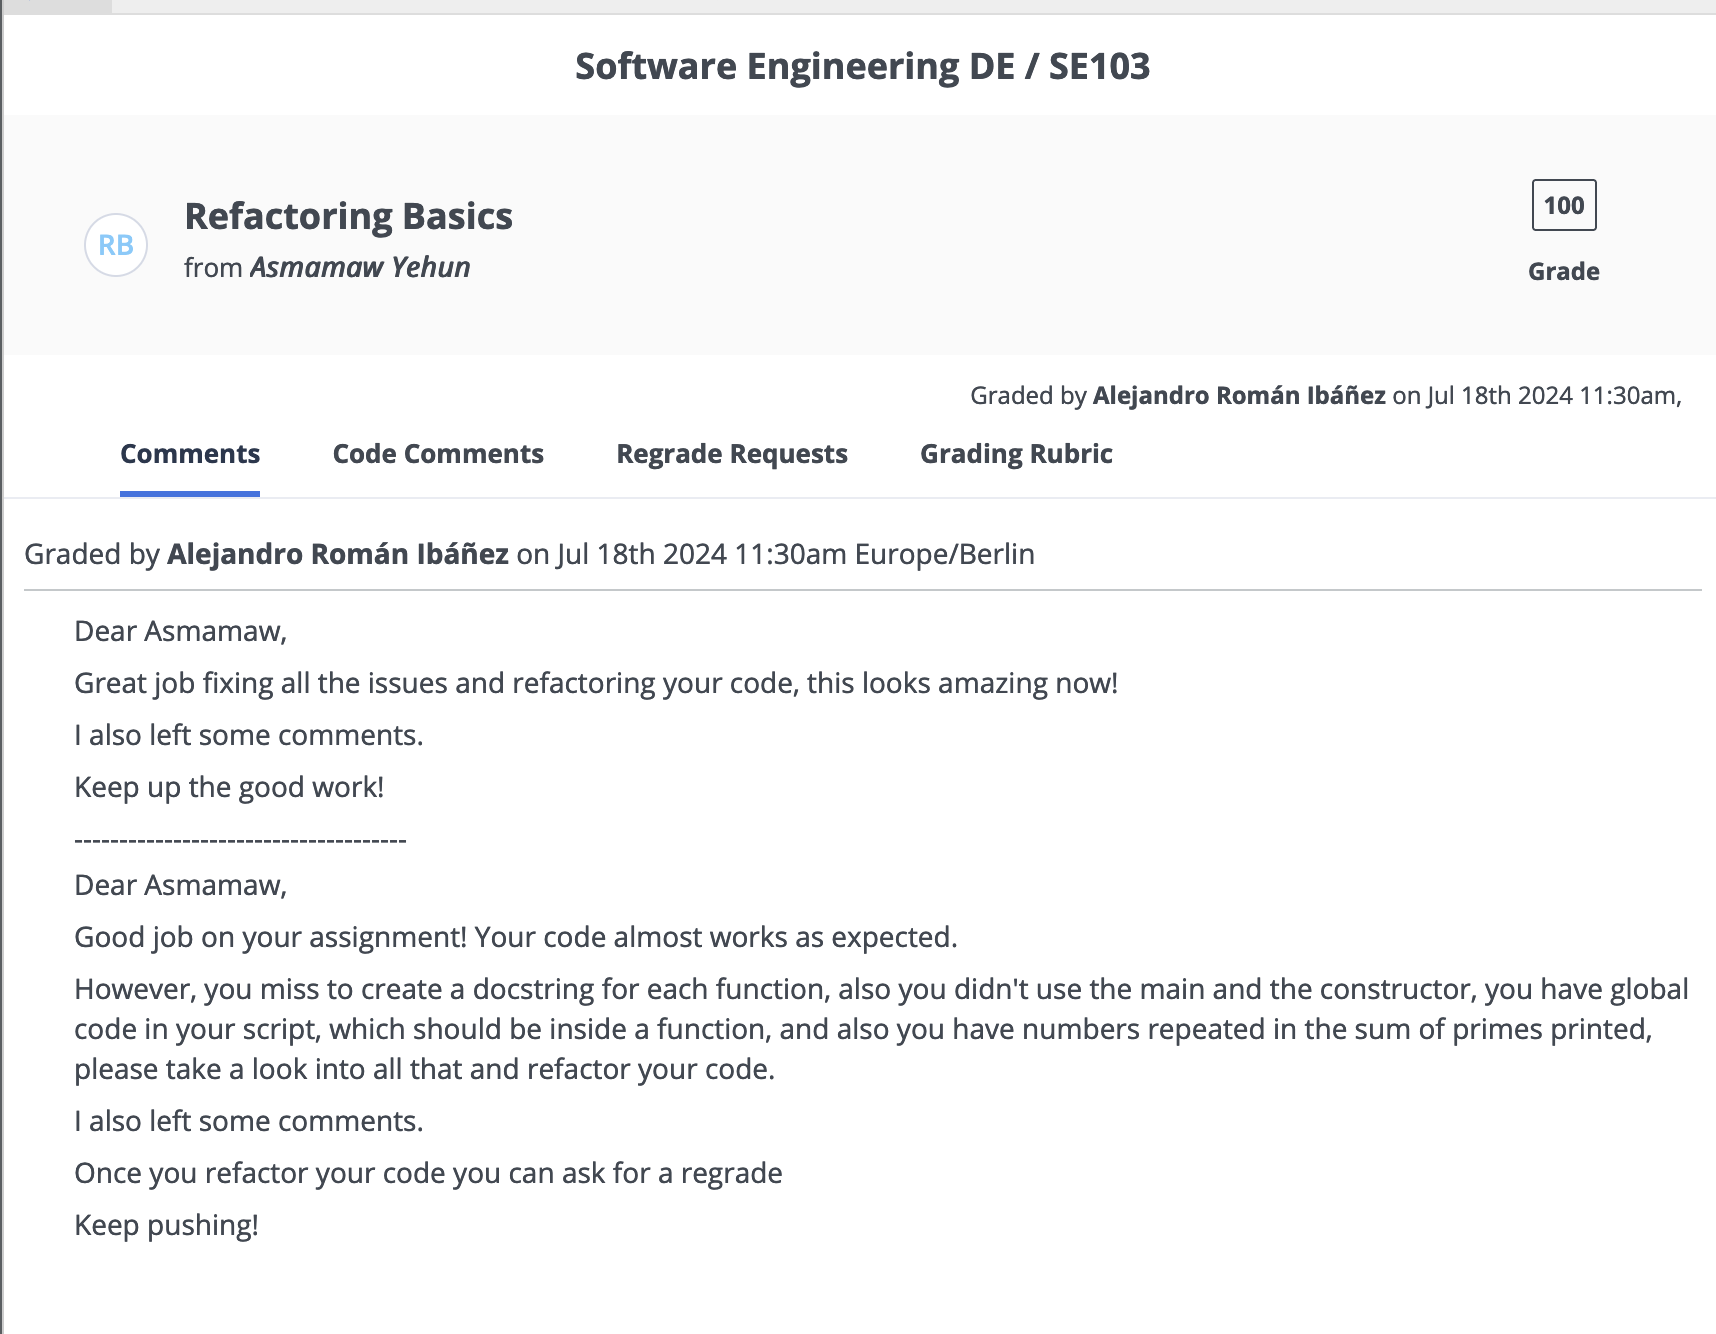 Software Engineering DE / SE103
RB
Refactoring Basics
from Asmamaw Yehun
100
Grade
Graded by Alejandro Román Ibáñez on Jul 18th 2024 11:30am,
Comments Code Comments Regrade Requests Grading Rubric
Graded by Alejandro Román Ibáñez on Jul 18th 2024 11:30am Europe/Berlin
Dear Asmamaw,
Great job fixing all the issues and refactoring your code, this looks amazing now!
I also left some comments.
Keep up the good work!
-------------------------------------
Dear Asmamaw,
Good job on your assignment! Your code almost works as expected.
However, you miss to create a docstring for each function, also you didn't use the main and the constructor, you have global
code in your script, which should be inside a function, and also you have numbers repeated in the sum of primes printed,
please take a look into all that and refactor your code.
I also left some comments.
Once you refactor your code you can ask for a regrade
Keep pushing!